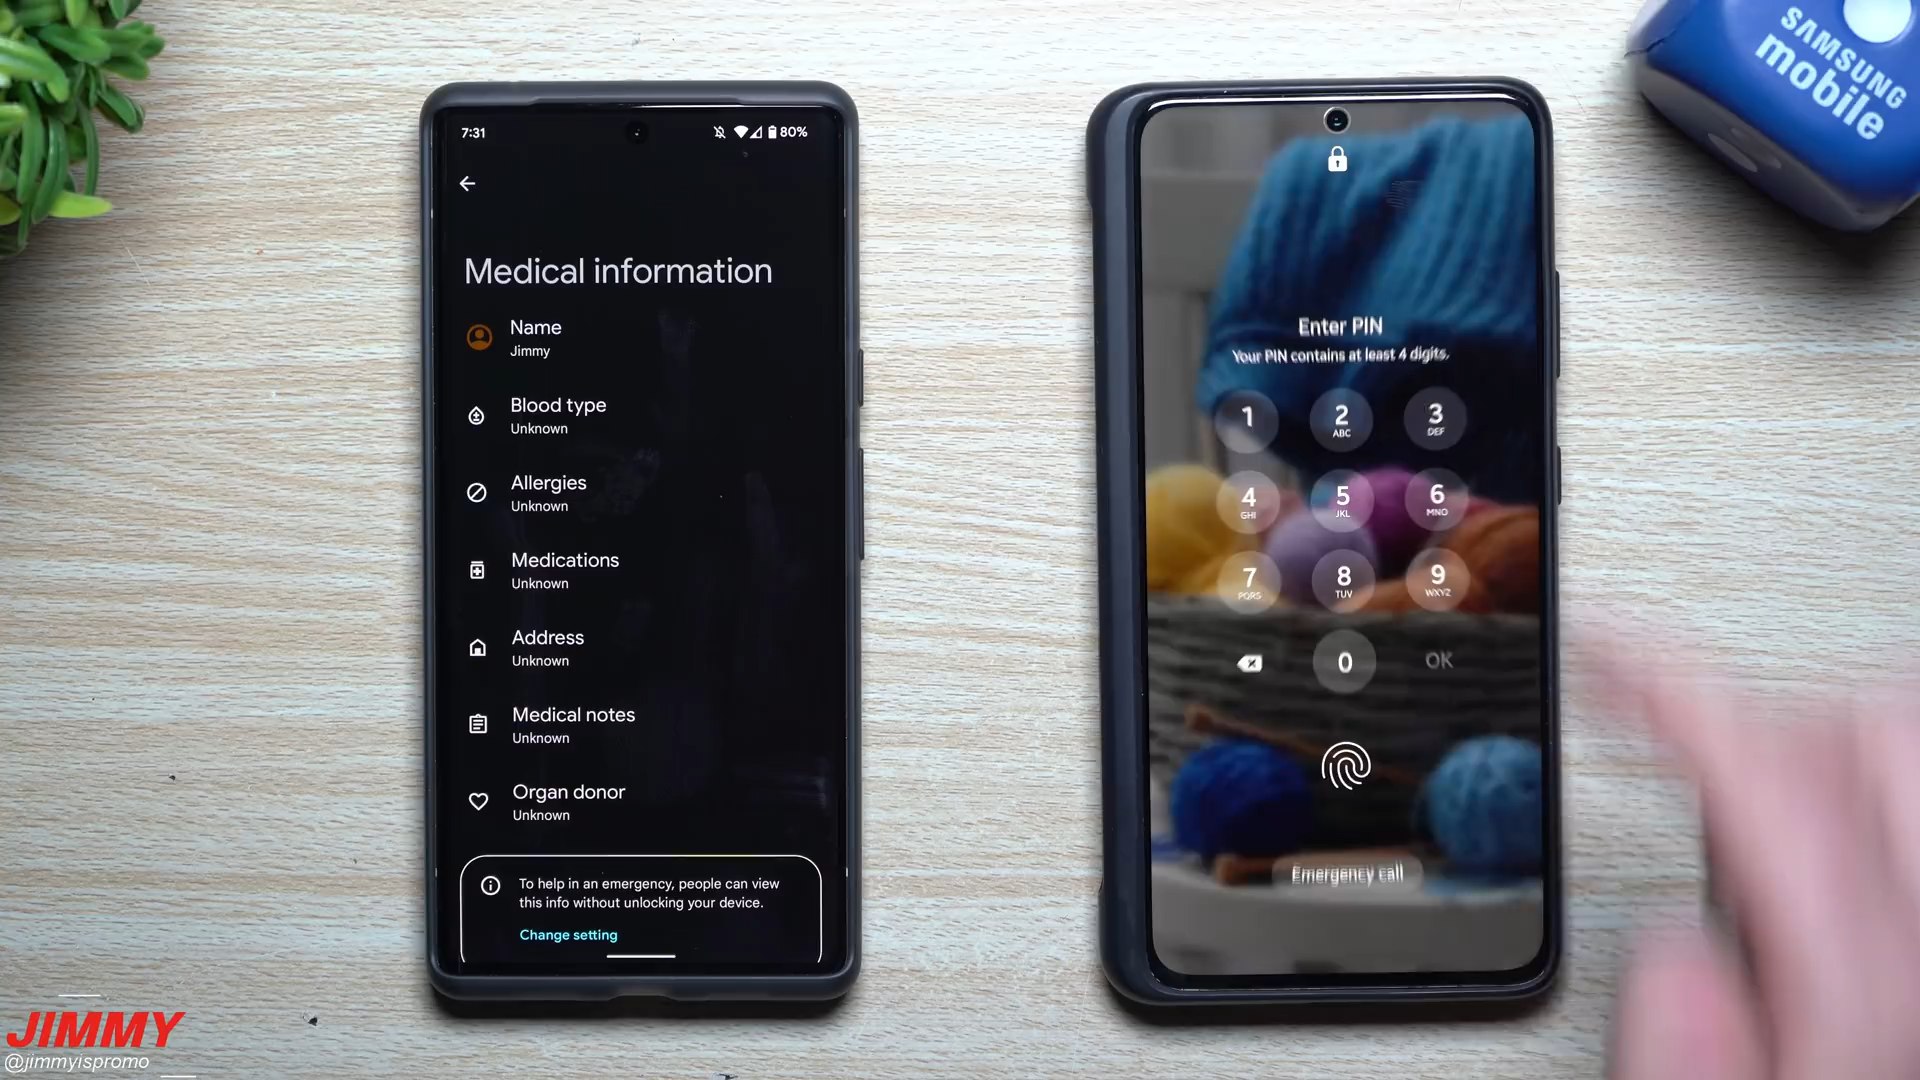 7:31
80%
Medical information
Name
Jimmy
Blood type
Unknown
Allergies
Unknown
Medications
Unknown
Address
Unknown
Medical notes
Unknown
Organ donor
Unknown
To help in an emergency, people can view
this info without unlocking your device.
Change setting
Enter PIN
Your PIN contains at least 4 digits.
1
2
ABC
3
DEF
4
GHI
5
JKL
6
MNO
7
PQRS
8
TUV
9
WXYZ
0
OK
Emergency call
SAMSUNG
mobile
JIMMY
@jimmyispromo